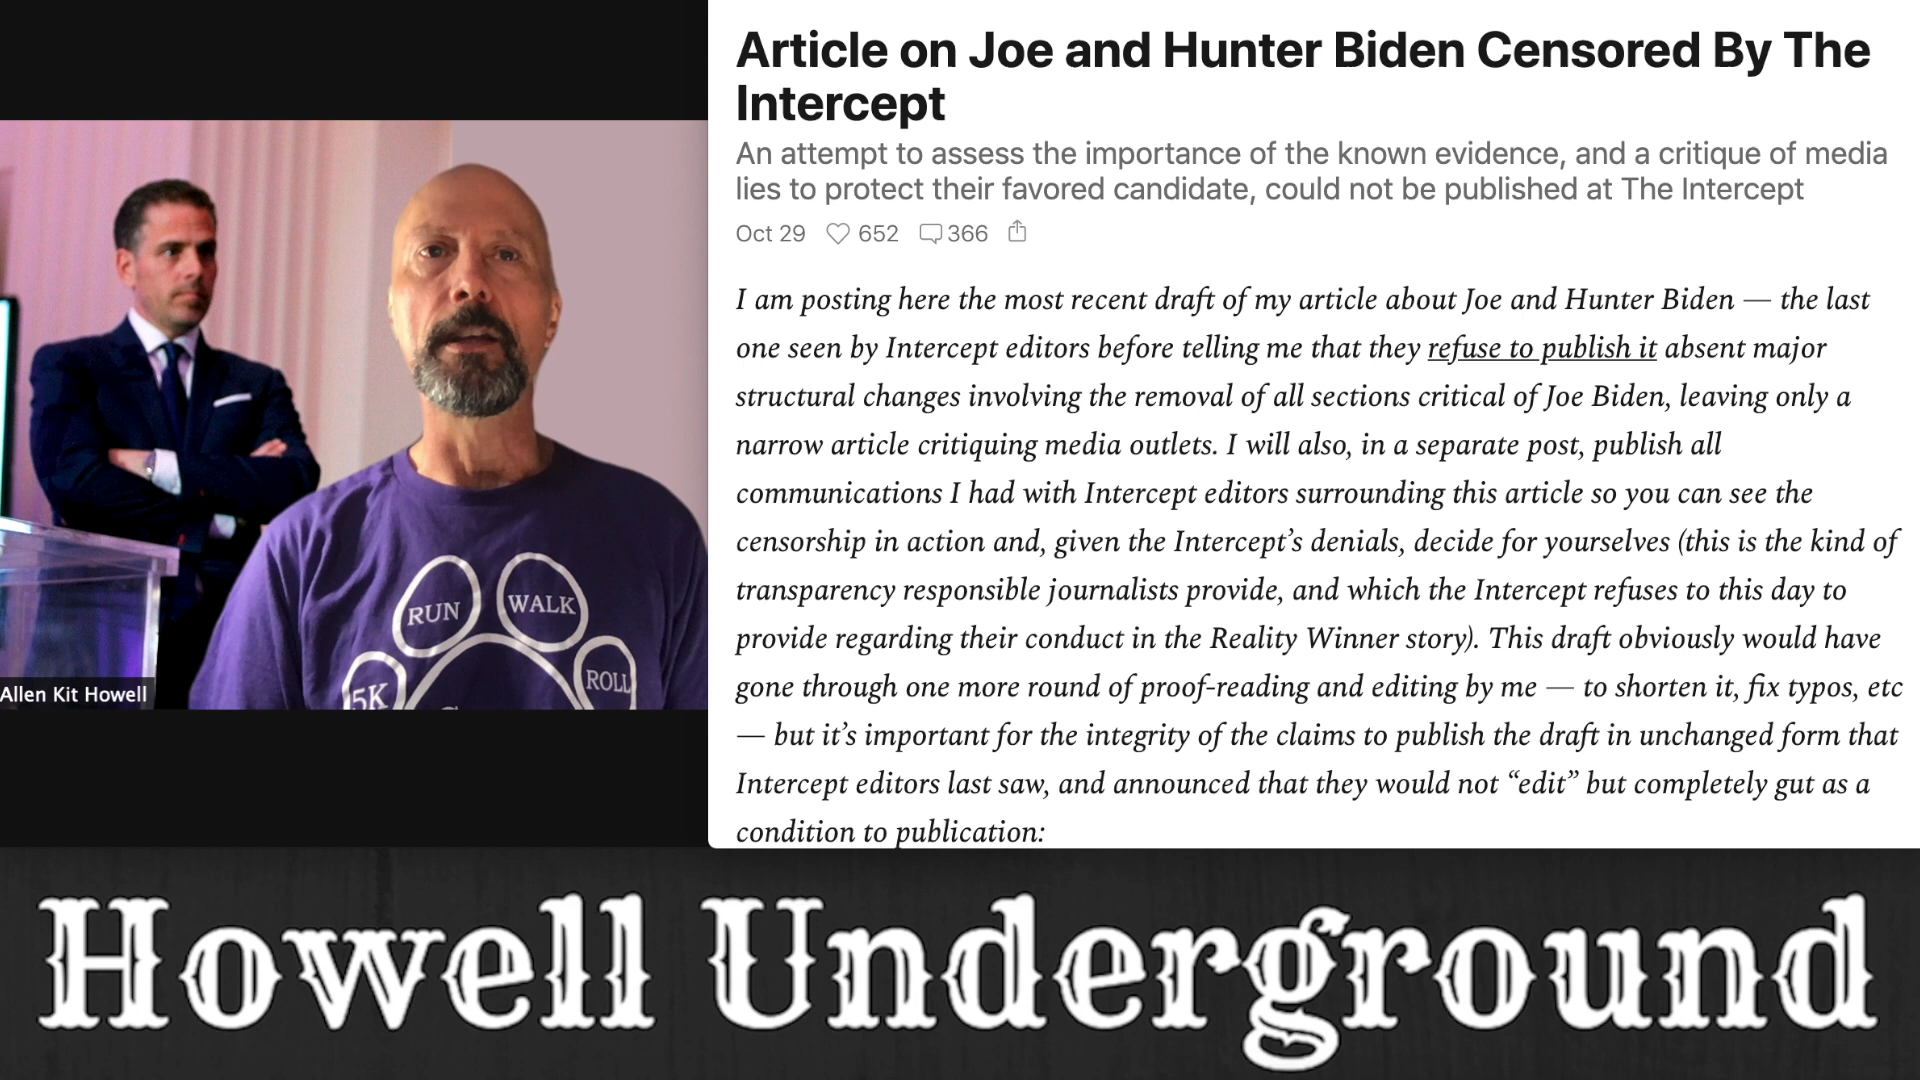 Article on Joe and Hunter Biden Censored By The
Intercept
An attempt to assess the importance of the known evidence, and a critique of media
lies to protect their favored candidate, could not be published at The Intercept
Oct 29 652 366
I am posting here the most recent draft of my article about Joe and Hunter Biden — the last
one seen by Intercept editors before telling me that they refuse to publish it absent major
structural changes involving the removal of all sections critical of Joe Biden, leaving only a
narrow article critiquing media outlets. I will also, in a separate post, publish all
communications I had with Intercept editors surrounding this article so you can see the
censorship in action and, given the Intercept’s denials, decide for yourselves (this is the kind of
transparency responsible journalists provide, and which the Intercept refuses to this day to
provide regarding their conduct in the Reality Winner story). This draft obviously would have
gone through one more round of proof-reading and editing by me — to shorten it, fix typos, etc
— but it’s important for the integrity of the claims to publish the draft in unchanged form that
Intercept editors last saw, and announced that they would not “edit” but completely gut as a
condition to publication:
RUN
WALK
ROLL
5K
Allen Kit Howell
Howell Underground